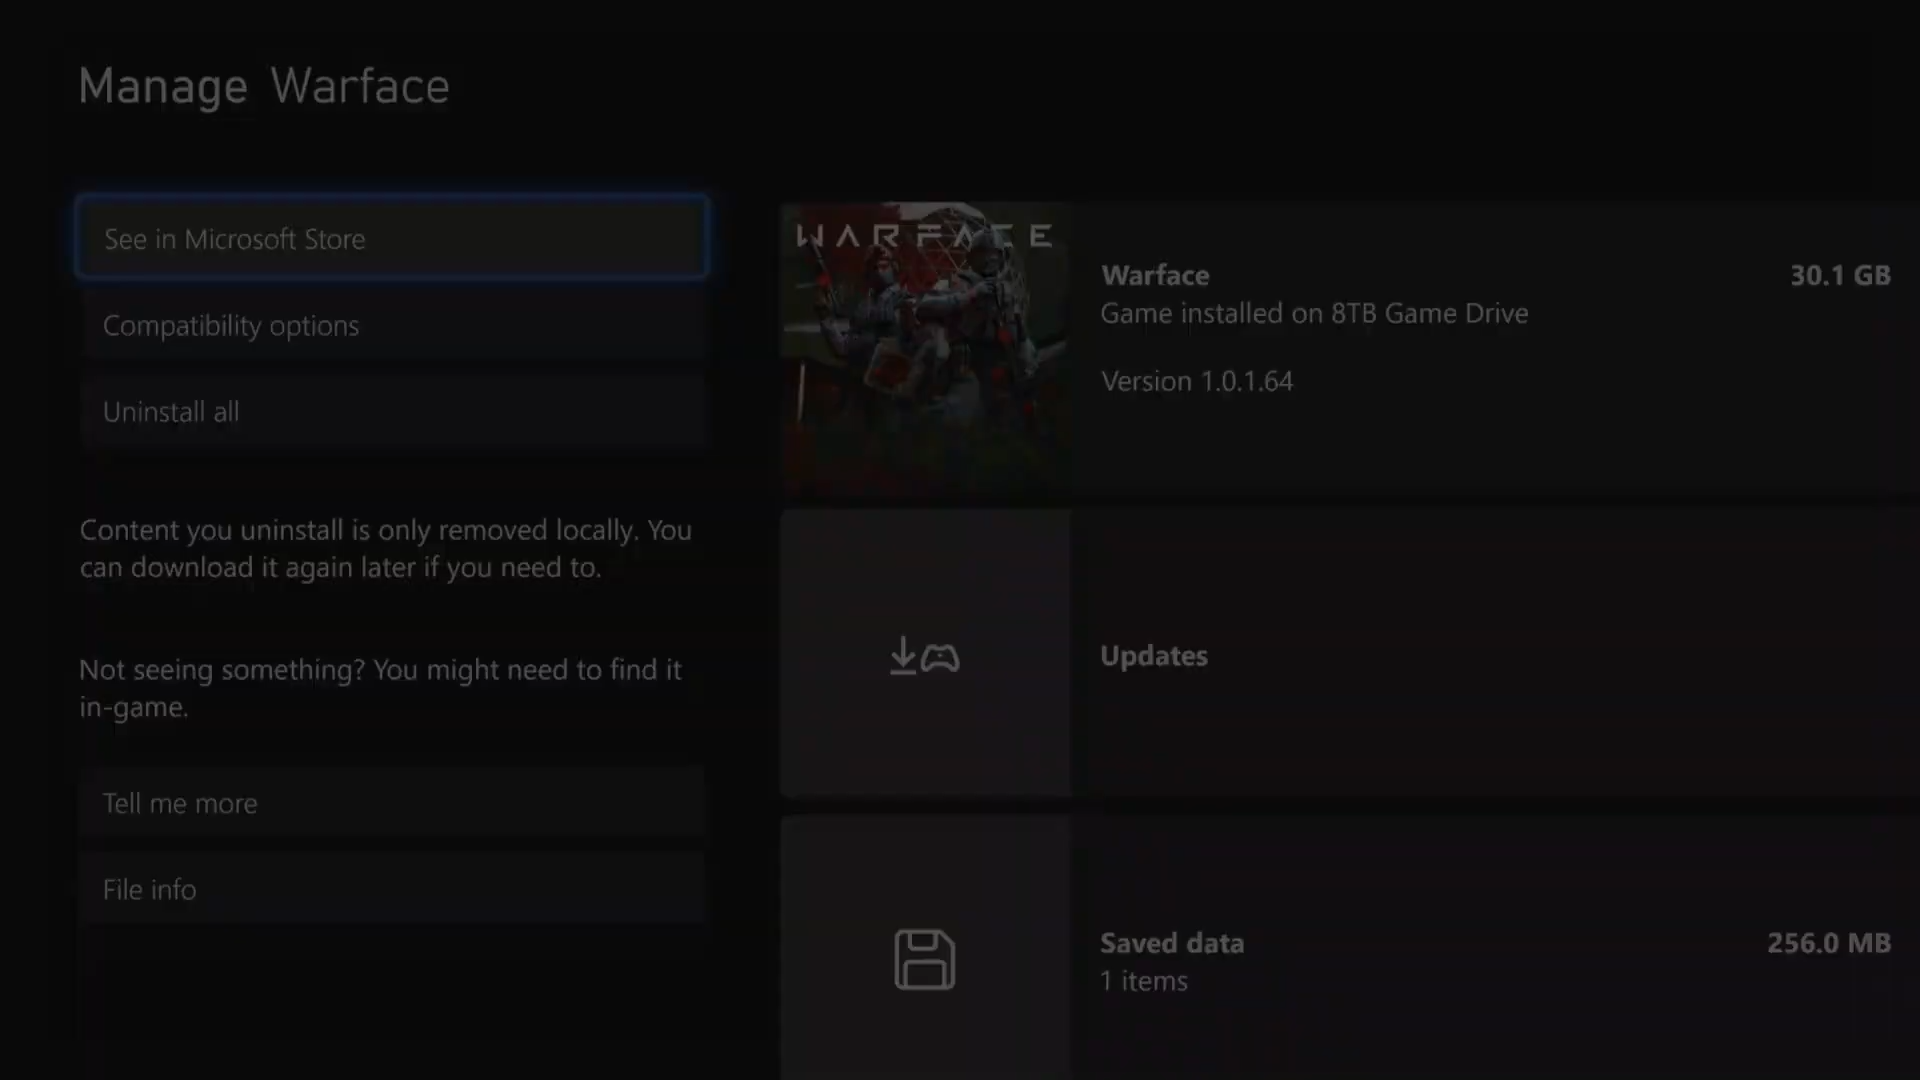 Manage Warface
See in Microsoft Store
Compatibility options
Uninstall all
Content you uninstall is only removed locally. You
can download it again later if you need to.
Not seeing something? You might need to find it
in-game.
Tell me more
File info
WARFACE
Warface
30.1 GB
Game installed on 8TB Game Drive
Version 1.0.1.64
Updates
Saved data
256.0 MB
1 items